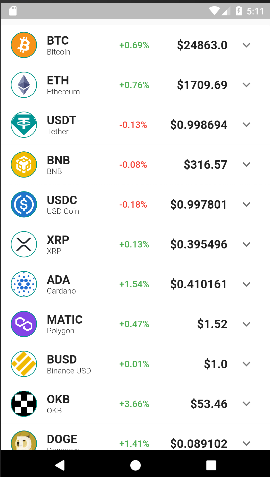 5:11
BTC +0.69% $24863.0
Bitcoin
ETH +0.76% $1709.69
Ethereum
USDT -0.13% $0.998694
Tether
BNB -0.08% $316.57
BNB
USDC -0.18% $0.997801
USD Coin
XRP +0.13% $0.395496
XRP
ADA +1.54% $0.410161
Cardano
MATIC +0.47% $1.52
Polygon
BUSD +0.01% $1.0
Binance USD
OKB +3.66% $53.46
OKB
DOGE +1.41% $0.089102